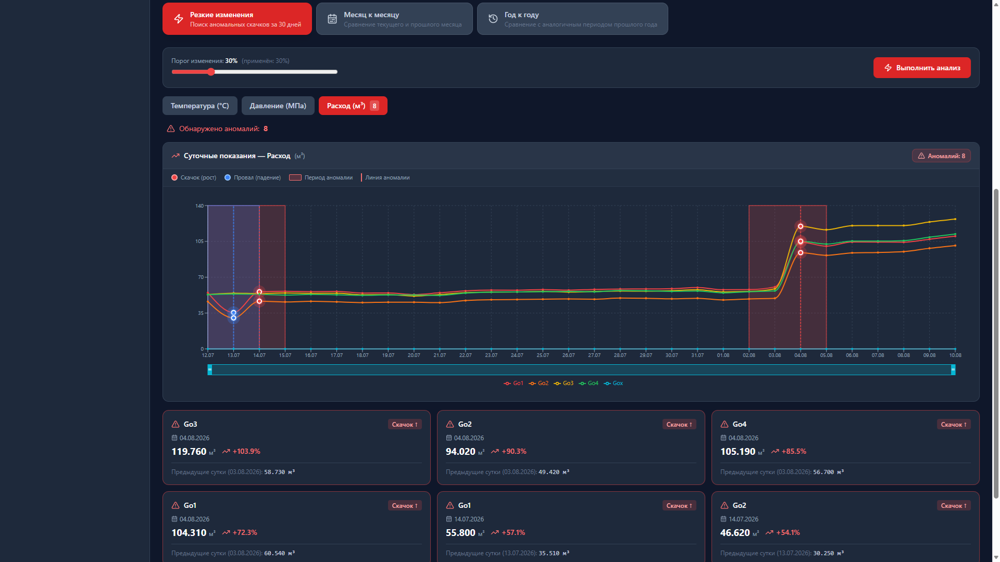 Резкие изменения
Поиск аномальных скачков за 30 дней
Месяц к месяцу
Сравнение текущего и прошлого месяца
Год к году
Сравнение с аналогичным периодом прошлого года
Порог изменения: 30% (применён: 30%)
Выполнить анализ
Температура (°C)
Давление (МПа)
Расход (м³) 8
Обнаружено аномалий: 8
Суточные показания — Расход (м³)
Аномалий: 8
Скачок (рост)
Провал (падение)
Период аномалии
Линия аномалии
140
105
70
35
0
12.07 13.07 14.07 15.07 16.07 17.07 18.07 19.07 20.07 21.07 22.07 23.07 24.07 25.07 26.07 27.07 28.07 29.07 30.07 31.07 01.08 02.08 03.08 04.08 05.08 06.08 07.08 08.08 09.08 10.08
Go1 Go2 Go3 Go4 Gox
Go3 Скачок ↑
04.08.2026
119.760 м³ +103.9%
Предыдущие сутки (03.08.2026): 58.730 м³
Go2 Скачок ↑
04.08.2026
94.020 м³ +90.3%
Предыдущие сутки (03.08.2026): 49.420 м³
Go4 Скачок ↑
04.08.2026
105.190 м³ +85.5%
Предыдущие сутки (03.08.2026): 56.700 м³
Go1 Скачок ↑
04.08.2026
104.310 м³ +72.3%
Предыдущие сутки (03.08.2026): 60.540 м³
Go1 Скачок ↑
14.07.2026
55.800 м³ +57.1%
Предыдущие сутки (13.07.2026): 35.510 м³
Go2 Скачок ↑
14.07.2026
46.620 м³ +54.1%
Предыдущие сутки (13.07.2026): 30.250 м³